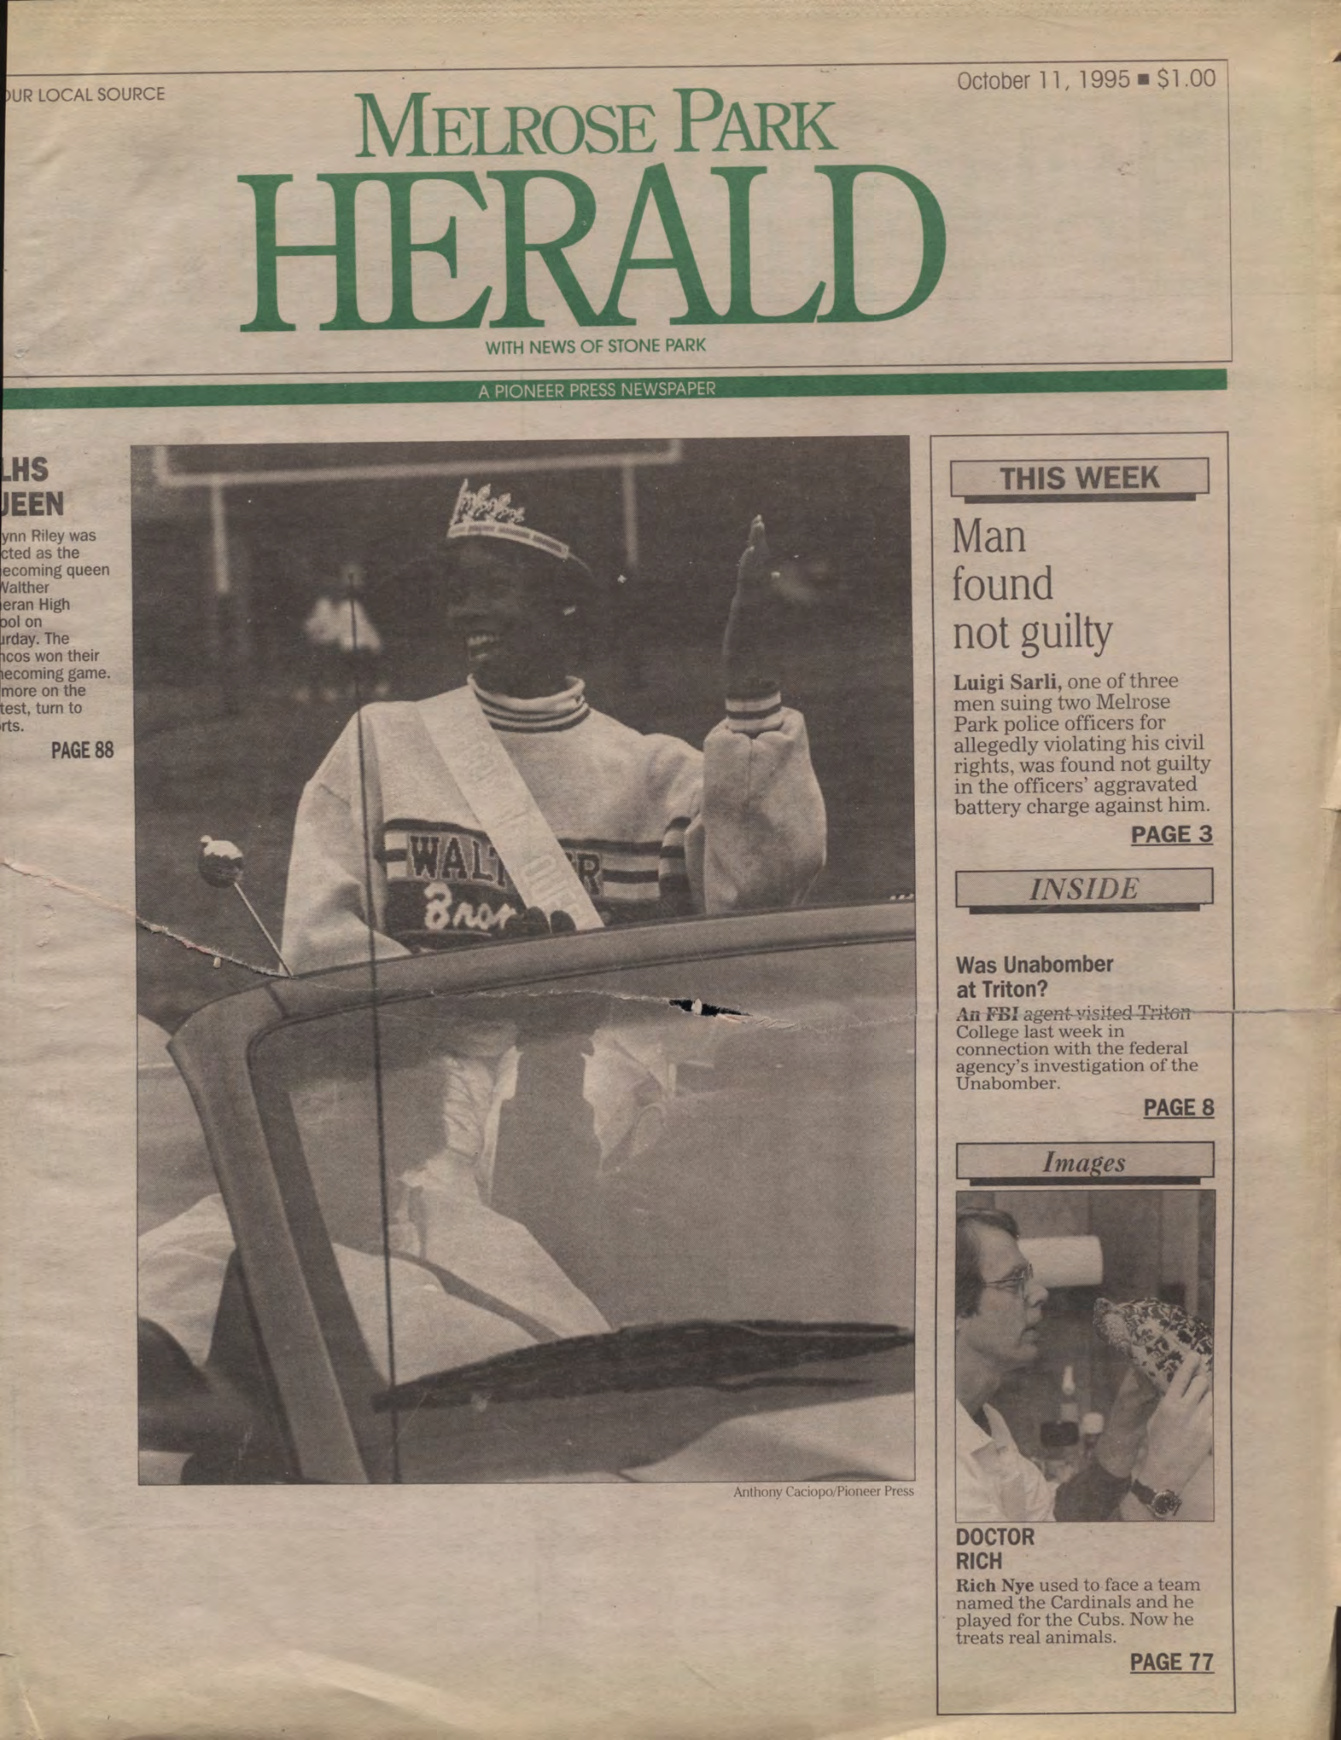 OUR LOCAL SOURCE
October 11, 1995 ■ $1.00
MELROSE PARK
HERALD
WITH NEWS OF STONE PARK
A PIONEER PRESS NEWSPAPER
LHS
UEEN
ynn Riley was
cted as the
ecoming queen
Walther
eran High
ool on
urday. The
ncos won their
ecoming game.
more on the
test, turn to
rts.
PAGE 88
WAL ER
Bron
QUE
Anthony Caciopo/Pioneer Press
THIS WEEK
Man
found
not guilty
Luigi Sarli, one of three
men suing two Melrose
Park police officers for
allegedly violating his civil
rights, was found not guilty
in the officers' aggravated
battery charge against him.
PAGE 3
INSIDE
Was Unabomber
at Triton?
An FBI agent visited Triton
College last week in
connection with the federal
agency's investigation of the
Unabomber.
PAGE 8
Images
DOCTOR
RICH
Rich Nye used to face a team
named the Cardinals and he
played for the Cubs. Now he
treats real animals.
PAGE 77